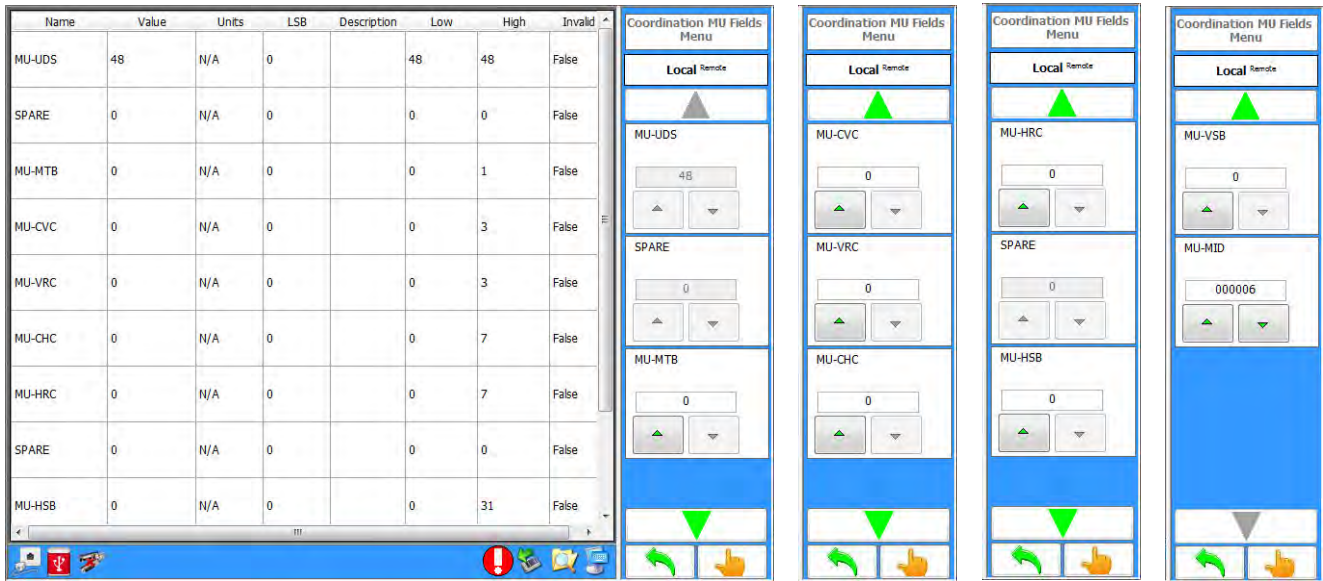 Name Value Units LSB Description Low High Invalid
MU-UDS 48 N/A 0 48 48 False
SPARE 0 N/A 0 0 0 False
MU-MTB 0 N/A 0 0 1 False
MU-CVC 0 N/A 0 0 3 False
MU-VRC 0 N/A 0 0 3 False
MU-CHC 0 N/A 0 0 7 False
MU-HRC 0 N/A 0 0 7 False
SPARE 0 N/A 0 0 0 False
MU-HSB 0 N/A 0 0 31 False
Coordination MU Fields
Menu
Local Remote
MU-UDS
48
SPARE
0
MU-MTB
0
Coordination MU Fields
Menu
Local Remote
MU-CVC
0
MU-VRC
0
MU-CHC
0
Coordination MU Fields
Menu
Local Remote
MU-HRC
0
SPARE
0
MU-HSB
0
Coordination MU Fields
Menu
Local Remote
MU-VSB
0
MU-MID
000006